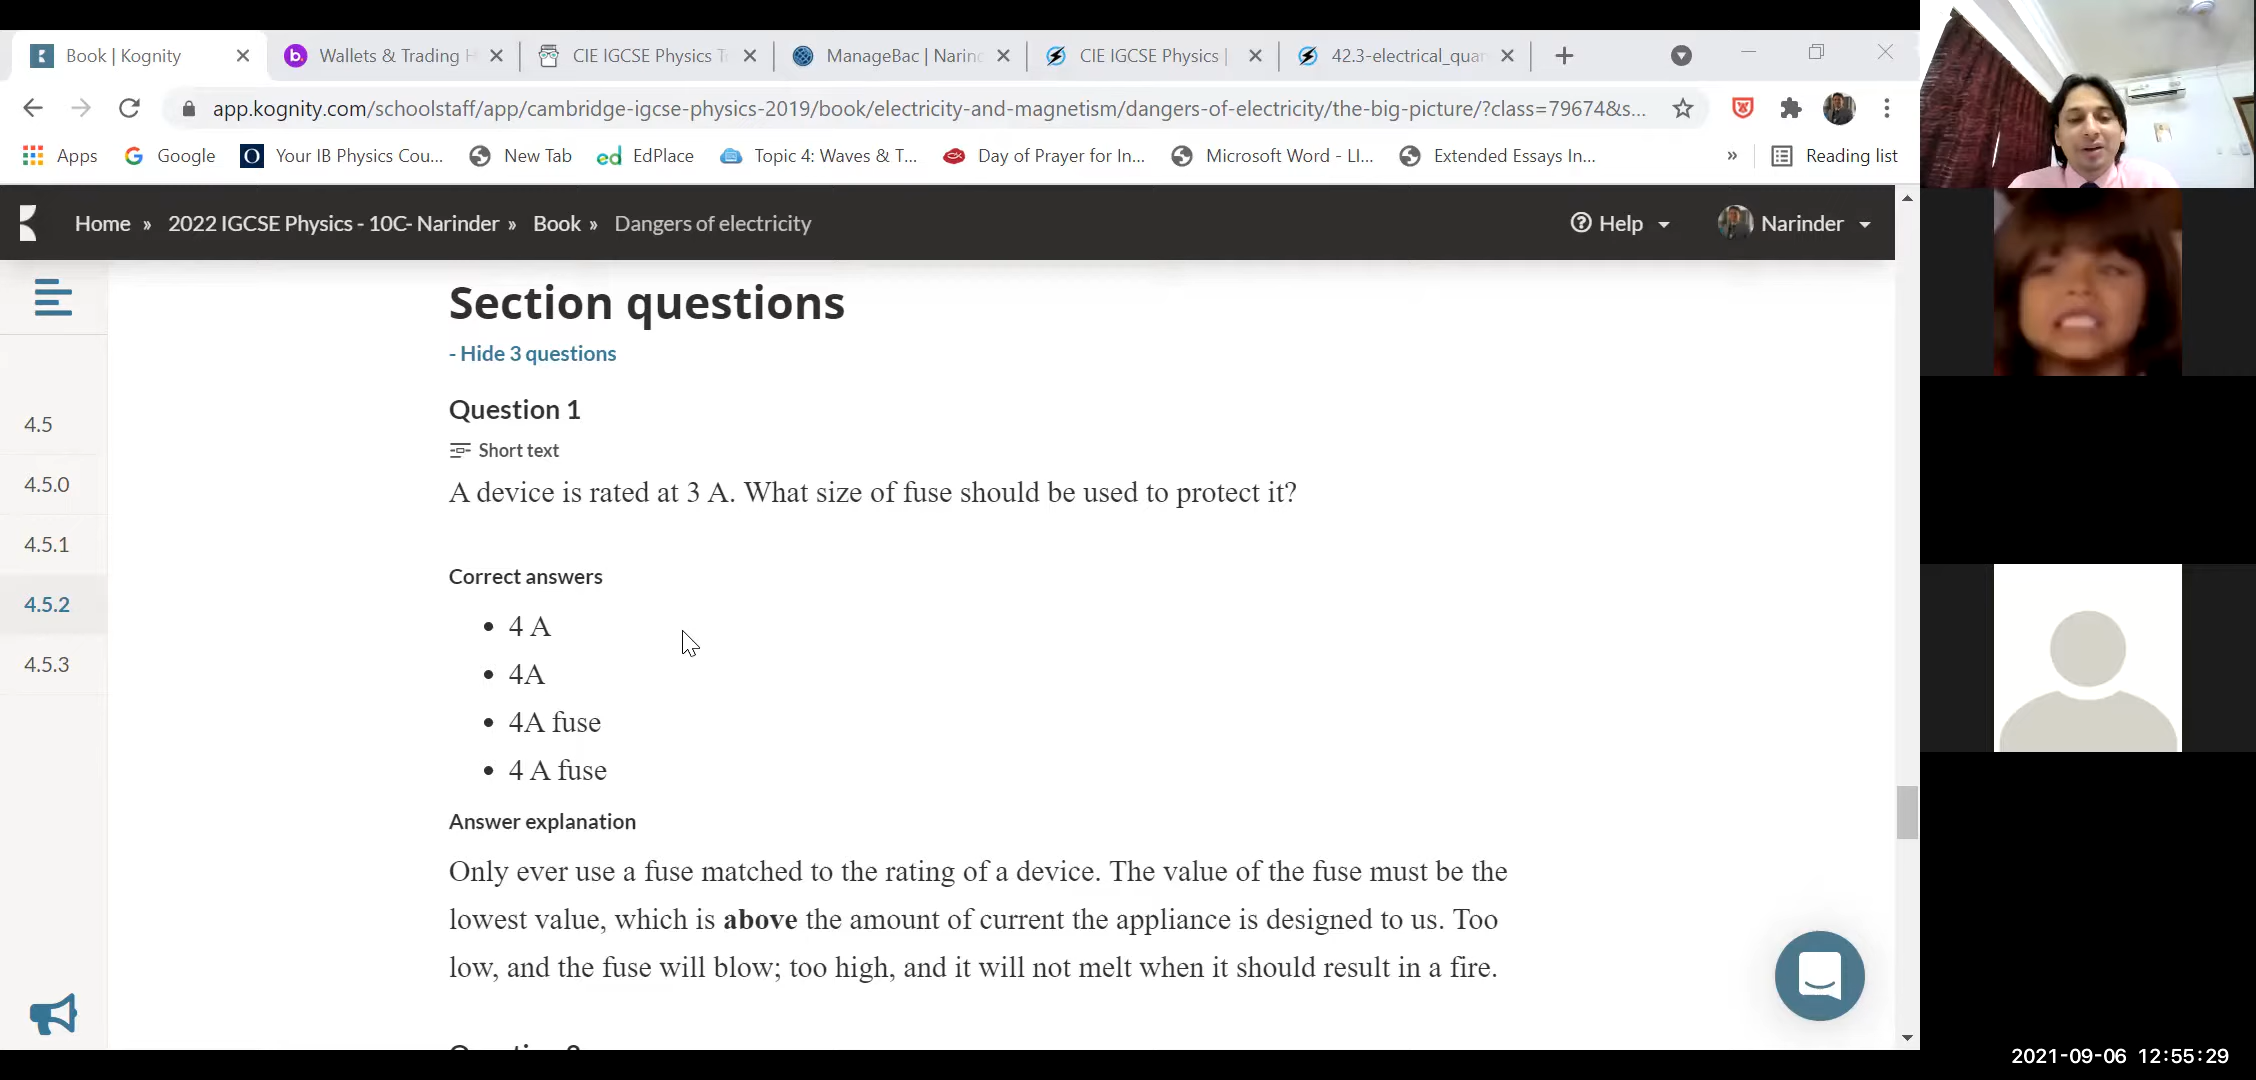 Book | Kognity
Wallets & Trading H
CIE IGCSE Physics T
ManageBac | Narind
CIE IGCSE Physics |
42.3-electrical_quan
app.kognity.com/schoolstaff/app/cambridge-igcse-physics-2019/book/electricity-and-magnetism/dangers-of-electricity/the-big-picture/?class=79674&s...
Apps
Google
Your IB Physics Cou...
New Tab
EdPlace
Topic 4: Waves & T...
Day of Prayer for In...
Microsoft Word - LI...
Extended Essays In...
»
Reading list
Home » 2022 IGCSE Physics - 10C- Narinder » Book » Dangers of electricity
Help
Narinder
Section questions
- Hide 3 questions
Question 1
Short text
A device is rated at 3 A. What size of fuse should be used to protect it?
Correct answers
• 4 A
• 4A
• 4A fuse
• 4 A fuse
Answer explanation
Only ever use a fuse matched to the rating of a device. The value of the fuse must be the
lowest value, which is above the amount of current the appliance is designed to us. Too
low, and the fuse will blow; too high, and it will not melt when it should result in a fire.
4.5
4.5.0
4.5.1
4.5.2
4.5.3
2021-09-06 12:55:29